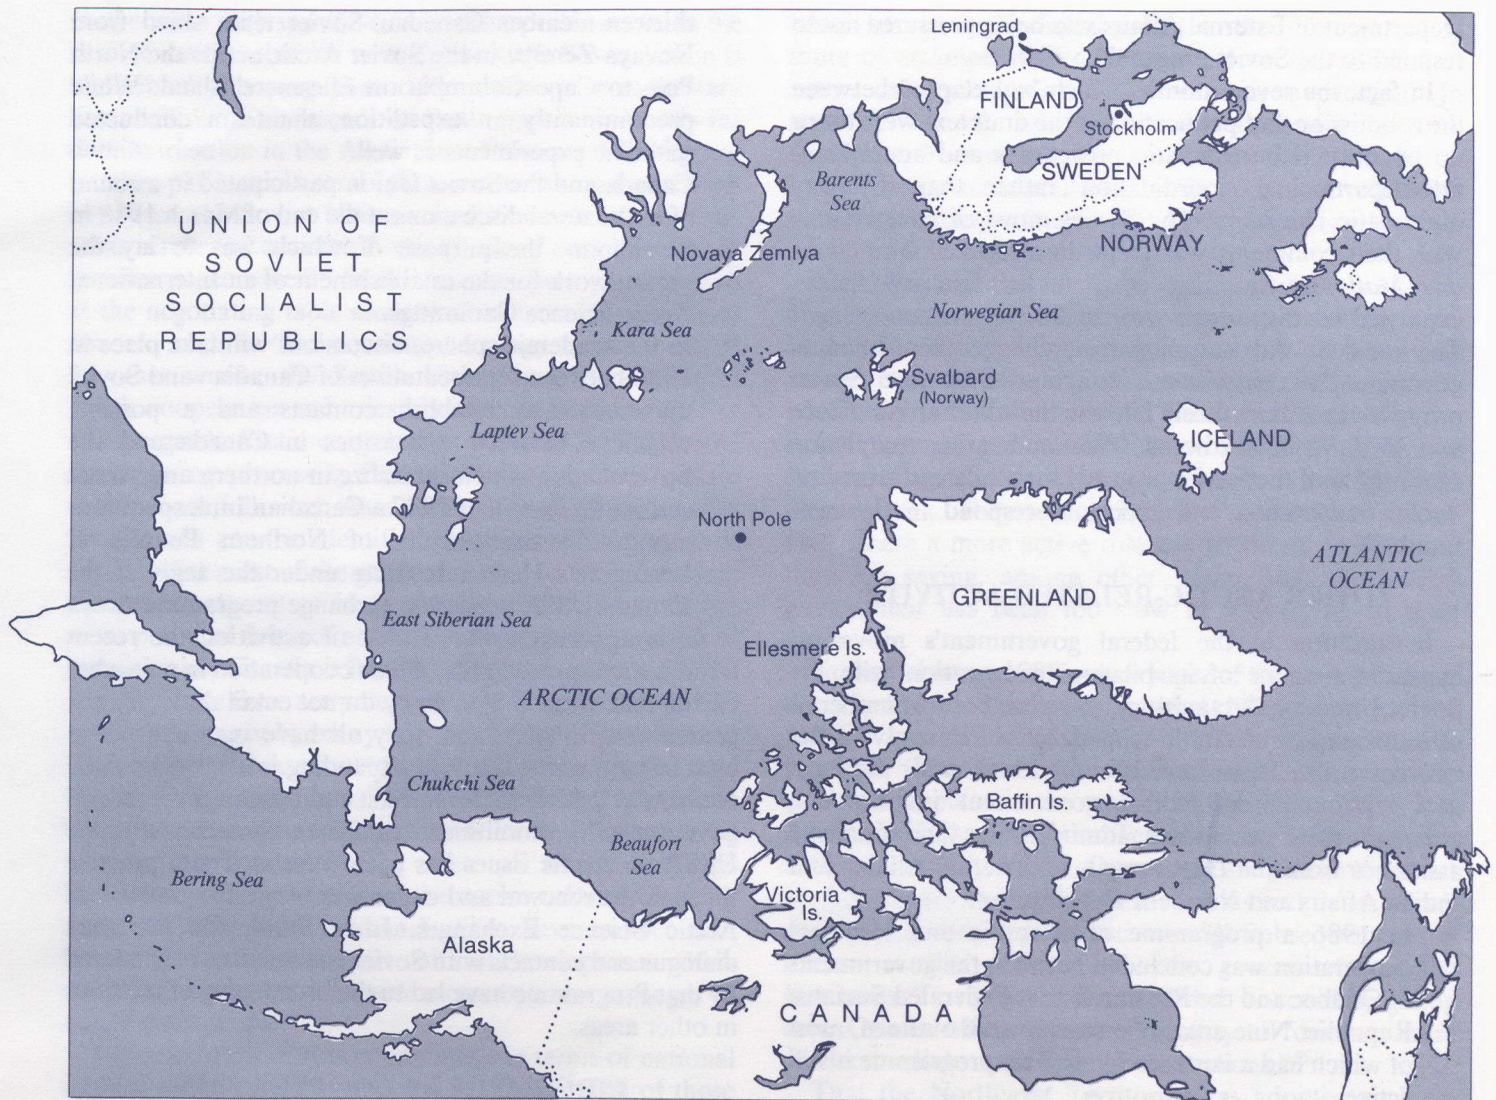 Leningrad
FINLAND
Stockholm
SWEDEN
NORWAY
Barents
Sea
UNION OF
SOVIET
SOCIALIST
REPUBLICS
Novaya Zemlya
Kara Sea
Norwegian Sea
Svalbard
(Norway)
Laptev Sea
ICELAND
North Pole
ATLANTIC
OCEAN
GREENLAND
East Siberian Sea
Ellesmere Is.
ARCTIC OCEAN
Chukchi Sea
Baffin Is.
Beaufort
Sea
Bering Sea
Victoria
Is.
Alaska
CANADA